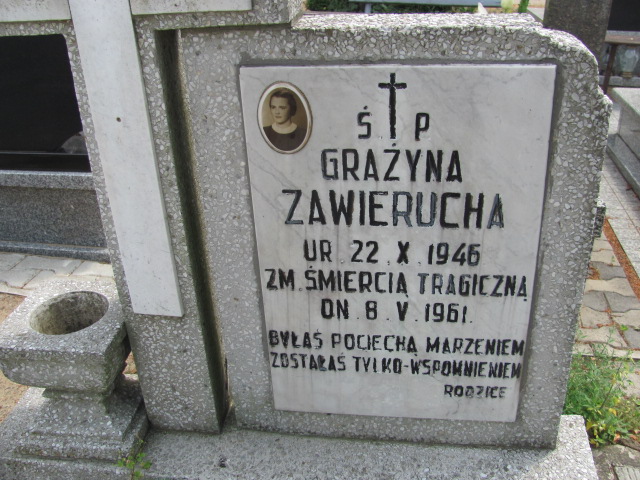 Ś P
GRAŻYNA
ZAWIERUCHA
UR. 22. X. 1946
ZM. ŚMIERCIĄ TRAGICZNĄ
DN. 8. V. 1961.
BYŁAŚ POCIECHĄ MARZENIEM
ZOSTAŁAŚ TYLKO-WSPOMNIENIEM
RODZICE